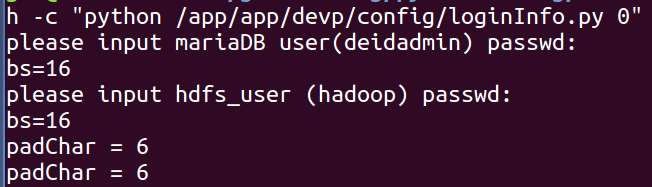 h -c "python /app/app/devp/config/loginInfo.py 0"
please input mariaDB user(deidadmin) passwd:
bs=16
please input hdfs_user (hadoop) passwd:
bs=16
padChar = 6
padChar = 6